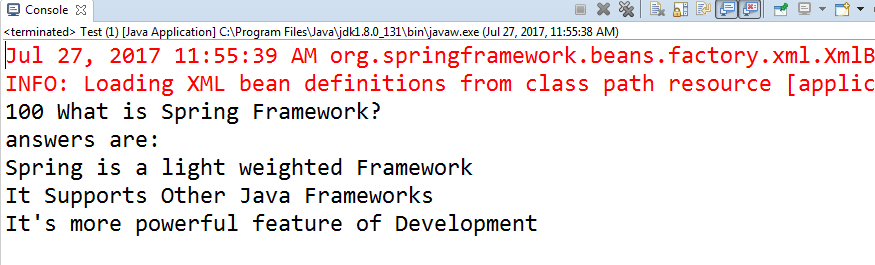 Console
<terminated> Test (1) [Java Application] C:\Program Files\Java\jdk1.8.0_131\bin\javaw.exe (Jul 27, 2017, 11:55:38 AM)
Jul 27, 2017 11:55:39 AM org.springframework.beans.factory.xml.XmlB
INFO: Loading XML bean definitions from class path resource [applic
100 What is Spring Framework?
answers are:
Spring is a light weighted Framework
It Supports Other Java Frameworks
It's more powerful feature of Development